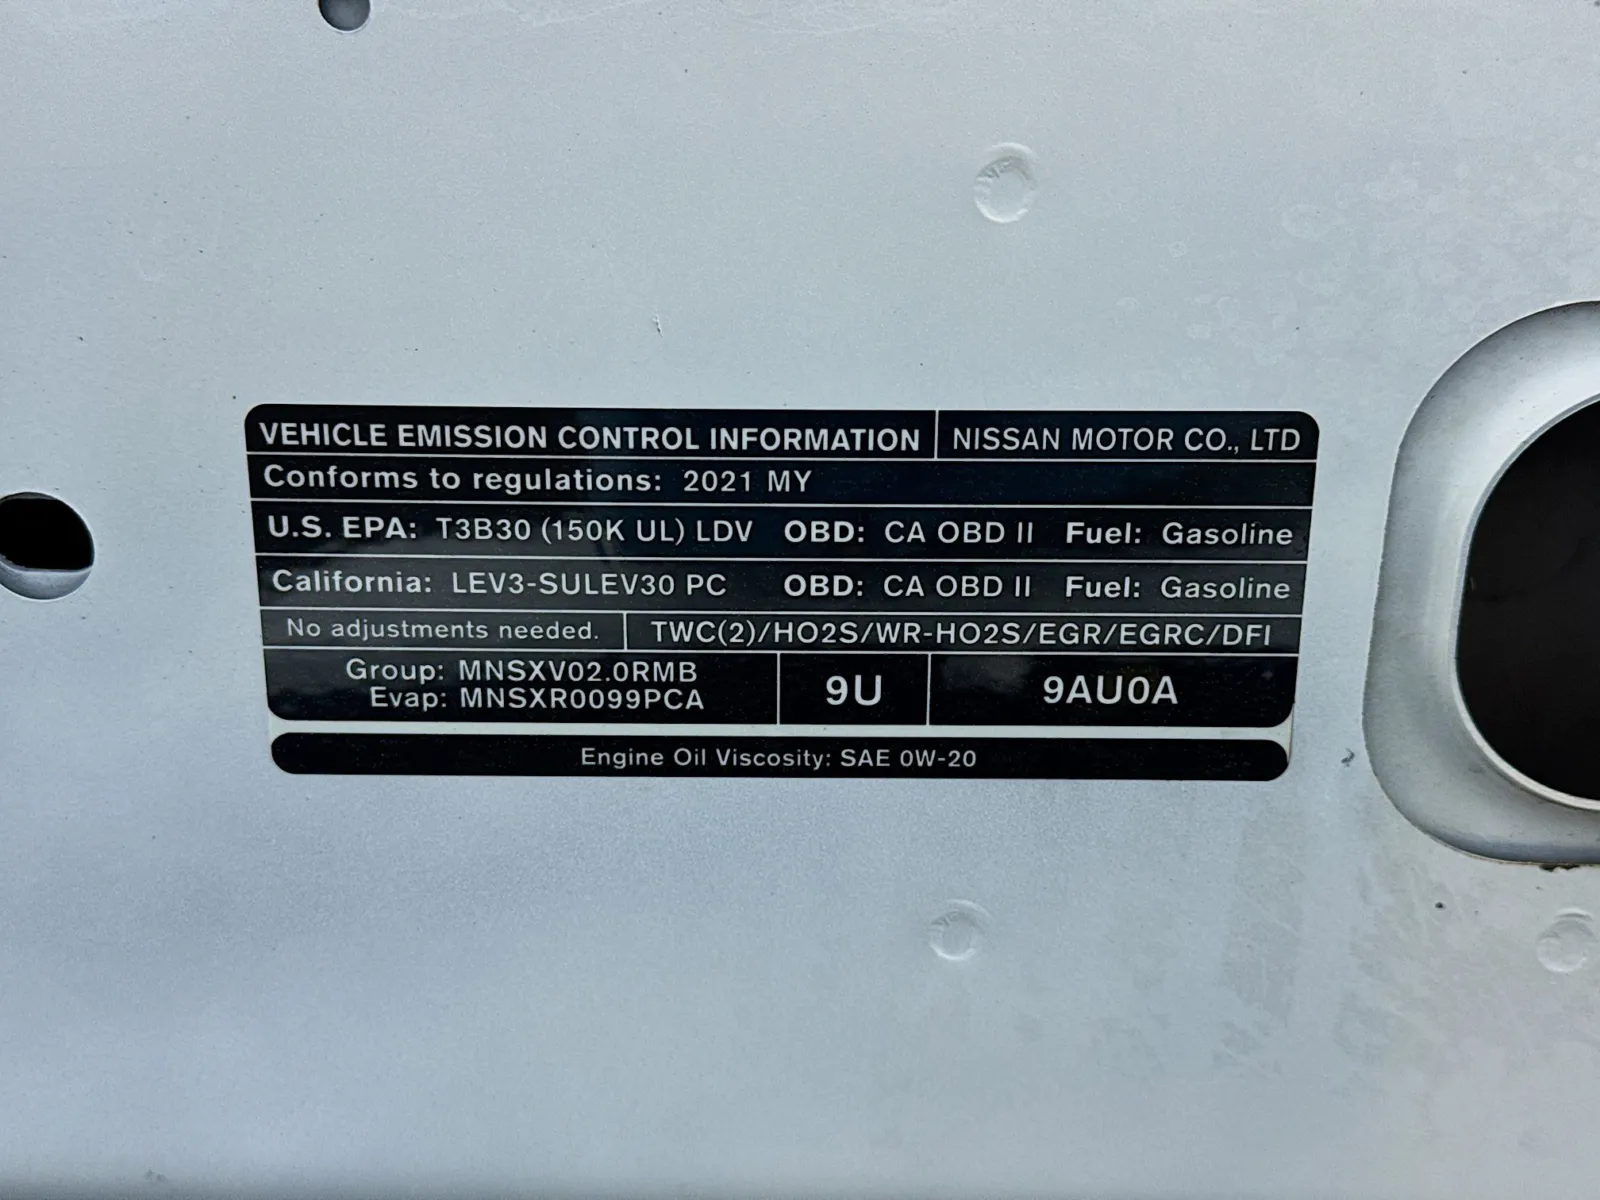 VEHICLE EMISSION CONTROL INFORMATION NISSAN MOTOR CO., LTD
Conforms to regulations: 2021 MY
U.S. EPA: T3B30 (150K UL) LDV OBD: CA OBD II Fuel: Gasoline
California: LEV3-SULEV30 PC OBD: CA OBD II Fuel: Gasoline
No adjustments needed. TWC(2)/HO2S/WR-HO2S/EGR/EGRC/DFI
Group: MNSXV02.0RMB
Evap: MNSXR0099PCA
9U
9AU0A
Engine Oil Viscosity: SAE 0W-20